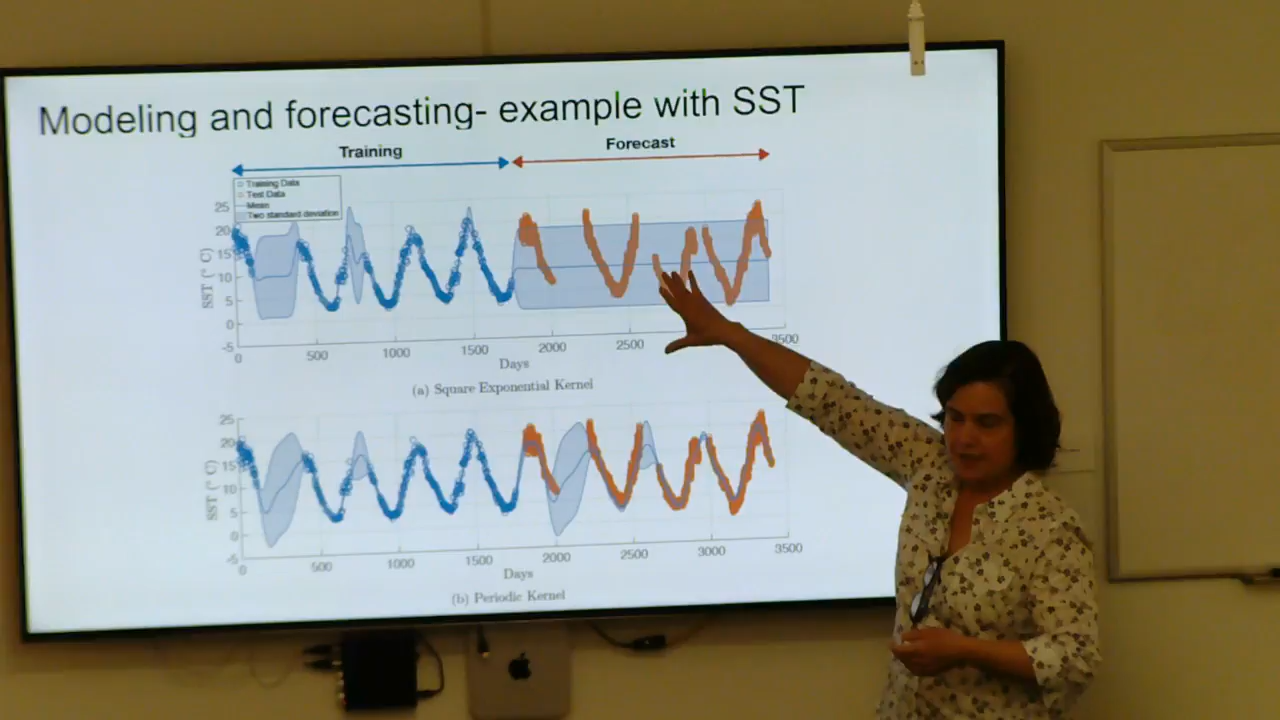 Modeling and forecasting- example with SST
Training
Forecast
Training Data
Test Data
Mean
Two standard deviation
25
20
15
10
5
0
-5
SST (° C)
0 500 1000 1500 2000 2500 3500
Days
(a) Square Exponential Kernel
25
20
15
10
5
0
-5
SST (° C)
0 500 1000 1500 2000 2500 3000 3500
Days
(b) Periodic Kernel